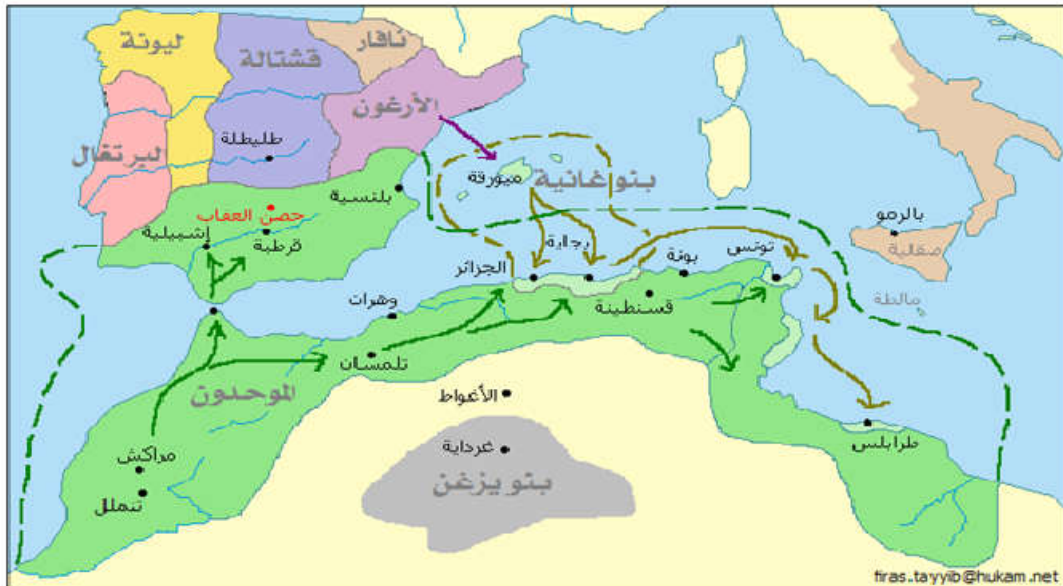 ليونة
قشتالة
نافار
الأرغون
البرتغال
طليطلة
بنو غانية
ميورقة
بلنسية
حصن العقاب
إشبيلية
قرطبة
بالرمو
صقلية
مالطة
الجزائر
بجاية
بونة
تونس
وهران
قسنطينة
تلمسان
الموحدون
الأغواط
غرداية
بنو يزغن
طرابلس
مراكش
تنملل
firas.tayyib@hukam.net